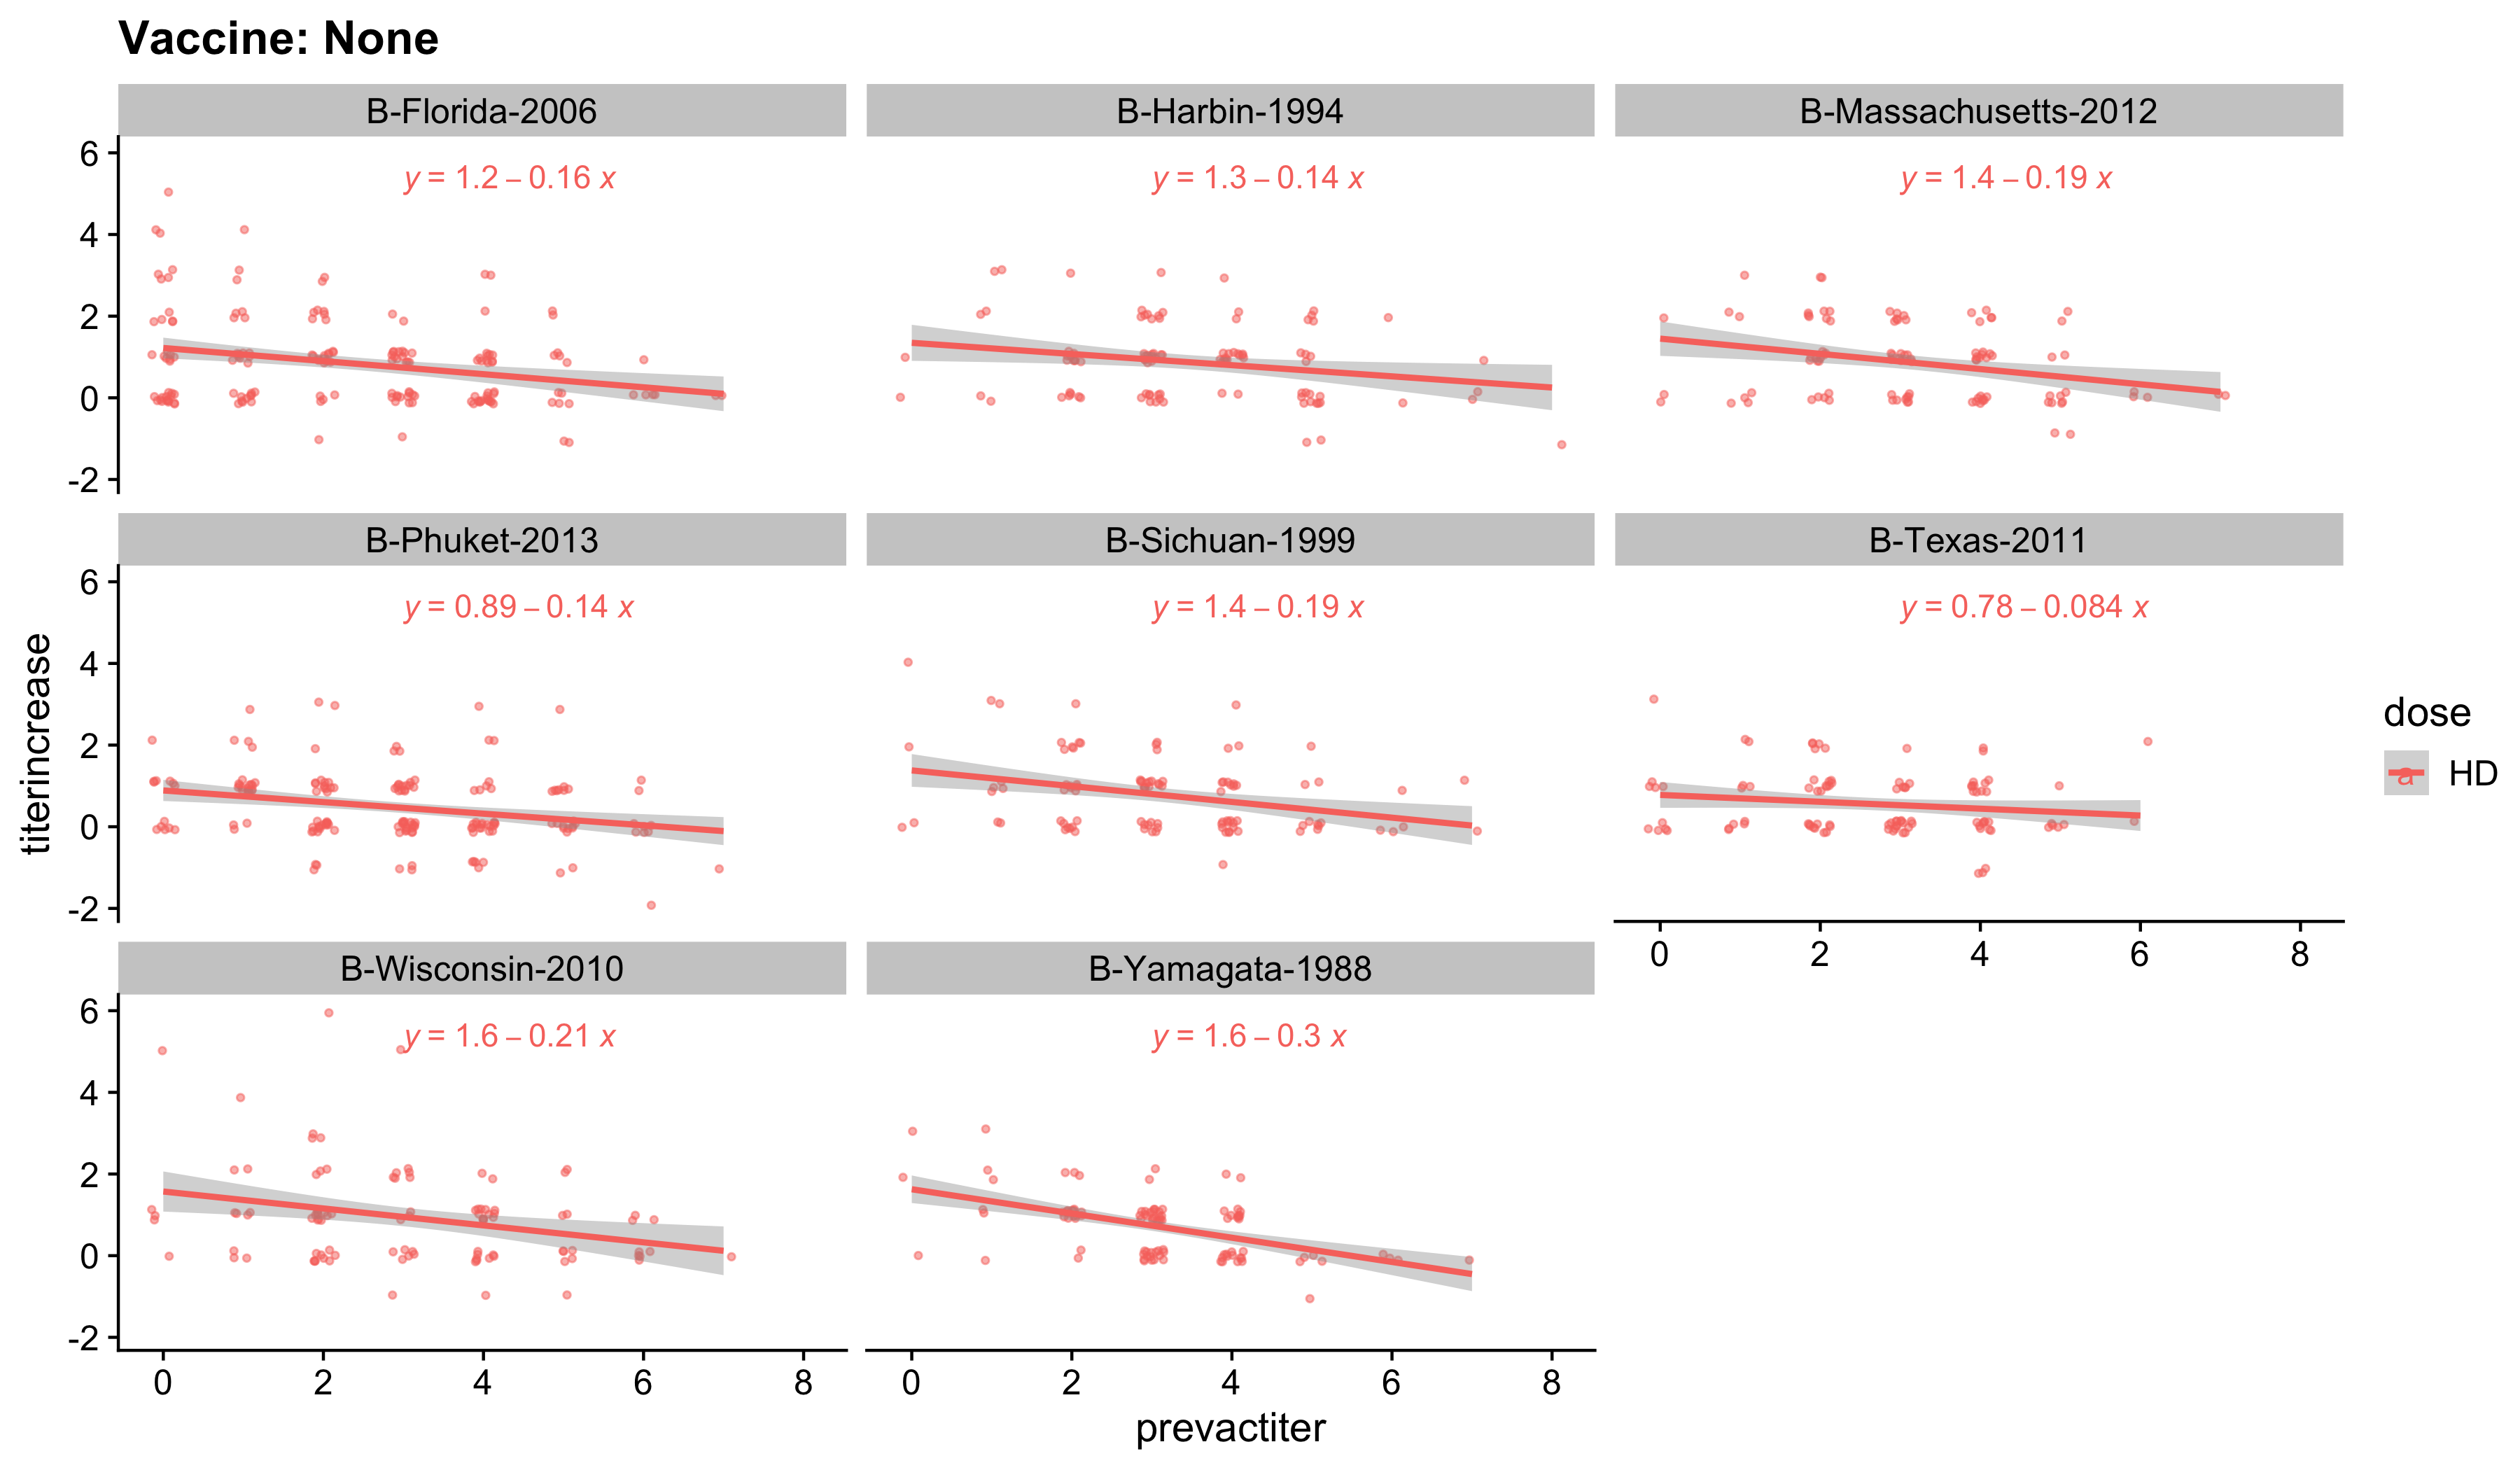 Vaccine: None
B-Florida-2006
B-Harbin-1994
B-Massachusetts-2012
y = 1.2 – 0.16 x
y = 1.3 – 0.14 x
y = 1.4 – 0.19 x
6
4
2
0
-2
B-Phuket-2013
B-Sichuan-1999
B-Texas-2011
y = 0.89 – 0.14 x
y = 1.4 – 0.19 x
y = 0.78 – 0.084 x
6
4
2
0
-2
titerincrease
0 2 4 6 8
B-Wisconsin-2010
B-Yamagata-1988
y = 1.6 – 0.21 x
y = 1.6 – 0.3 x
6
4
2
0
-2
0 2 4 6 8
0 2 4 6 8
prevactiter
dose
a HD